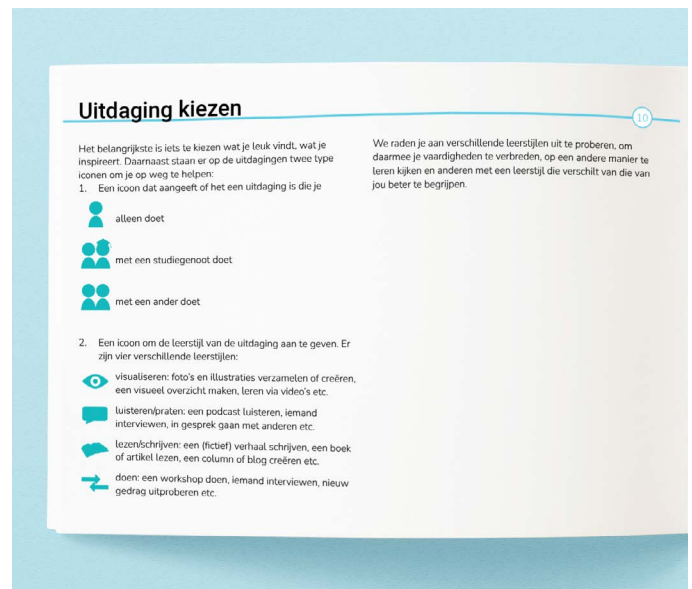 Uitdaging kiezen
10
Het belangrijkste is iets te kiezen wat je leuk vindt, wat je
inspireert. Daarnaast staan er op de uitdagingen twee type
iconen om je op weg te helpen:
1. Een icoon dat aangeeft of het een uitdaging is die je
alleen doet
met een studiegenoot doet
met een ander doet
2. Een icoon om de leerstijl van de uitdaging aan te geven. Er
zijn vier verschillende leerstijlen:
visualiseren: foto's en illustraties verzamelen of creëren,
een visueel overzicht maken, leren via video's etc.
luisteren/praten: een podcast luisteren, iemand
interviewen, in gesprek gaan met anderen etc.
lezen/schrijven: een (fictief) verhaal schrijven, een boek
of artikel lezen, een column of blog creëren etc.
doen: een workshop doen, iemand interviewen, nieuw
gedrag uitproberen etc.
We raden je aan verschillende leerstijlen uit te proberen, om
daarmee je vaardigheden te verbreden, op een andere manier te
leren kijken en anderen met een leerstijl die verschilt van die van
jou beter te begrijpen.